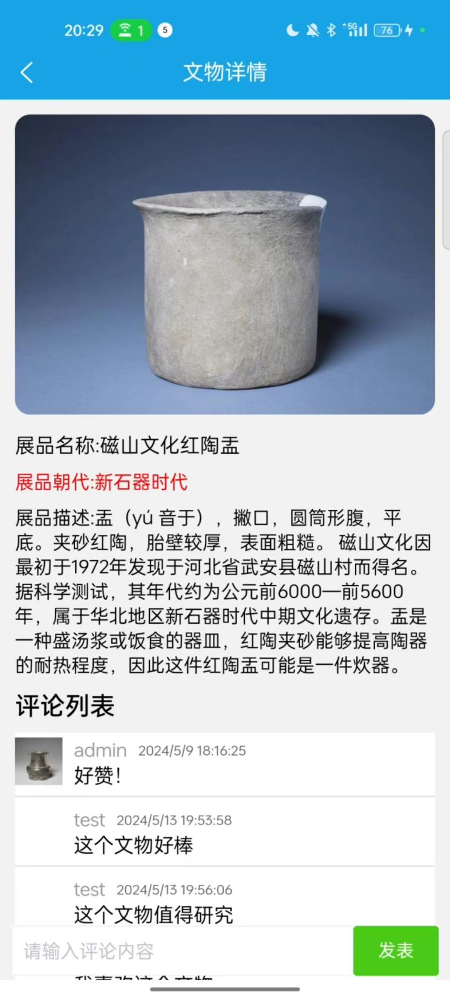 20:29 1 5 5G 76
文物详情
展品名称:磁山文化红陶盂
展品朝代:新石器时代
展品描述:盂（yú 音于），撇口，圆筒形腹，平
底。夹砂红陶，胎壁较厚，表面粗糙。 磁山文化因
最初于1972年发现于河北省武安县磁山村而得名。
据科学测试，其年代约为公元前6000—前5600
年，属于华北地区新石器时代中期文化遗存。盂是
一种盛汤浆或饭食的器皿，红陶夹砂能够提高陶器
的耐热程度，因此这件红陶盂可能是一件炊器。
评论列表
admin 2024/5/9 18:16:25
好赞！
test 2024/5/13 19:53:58
这个文物好棒
test 2024/5/13 19:56:06
这个文物值得研究
请输入评论内容 发表